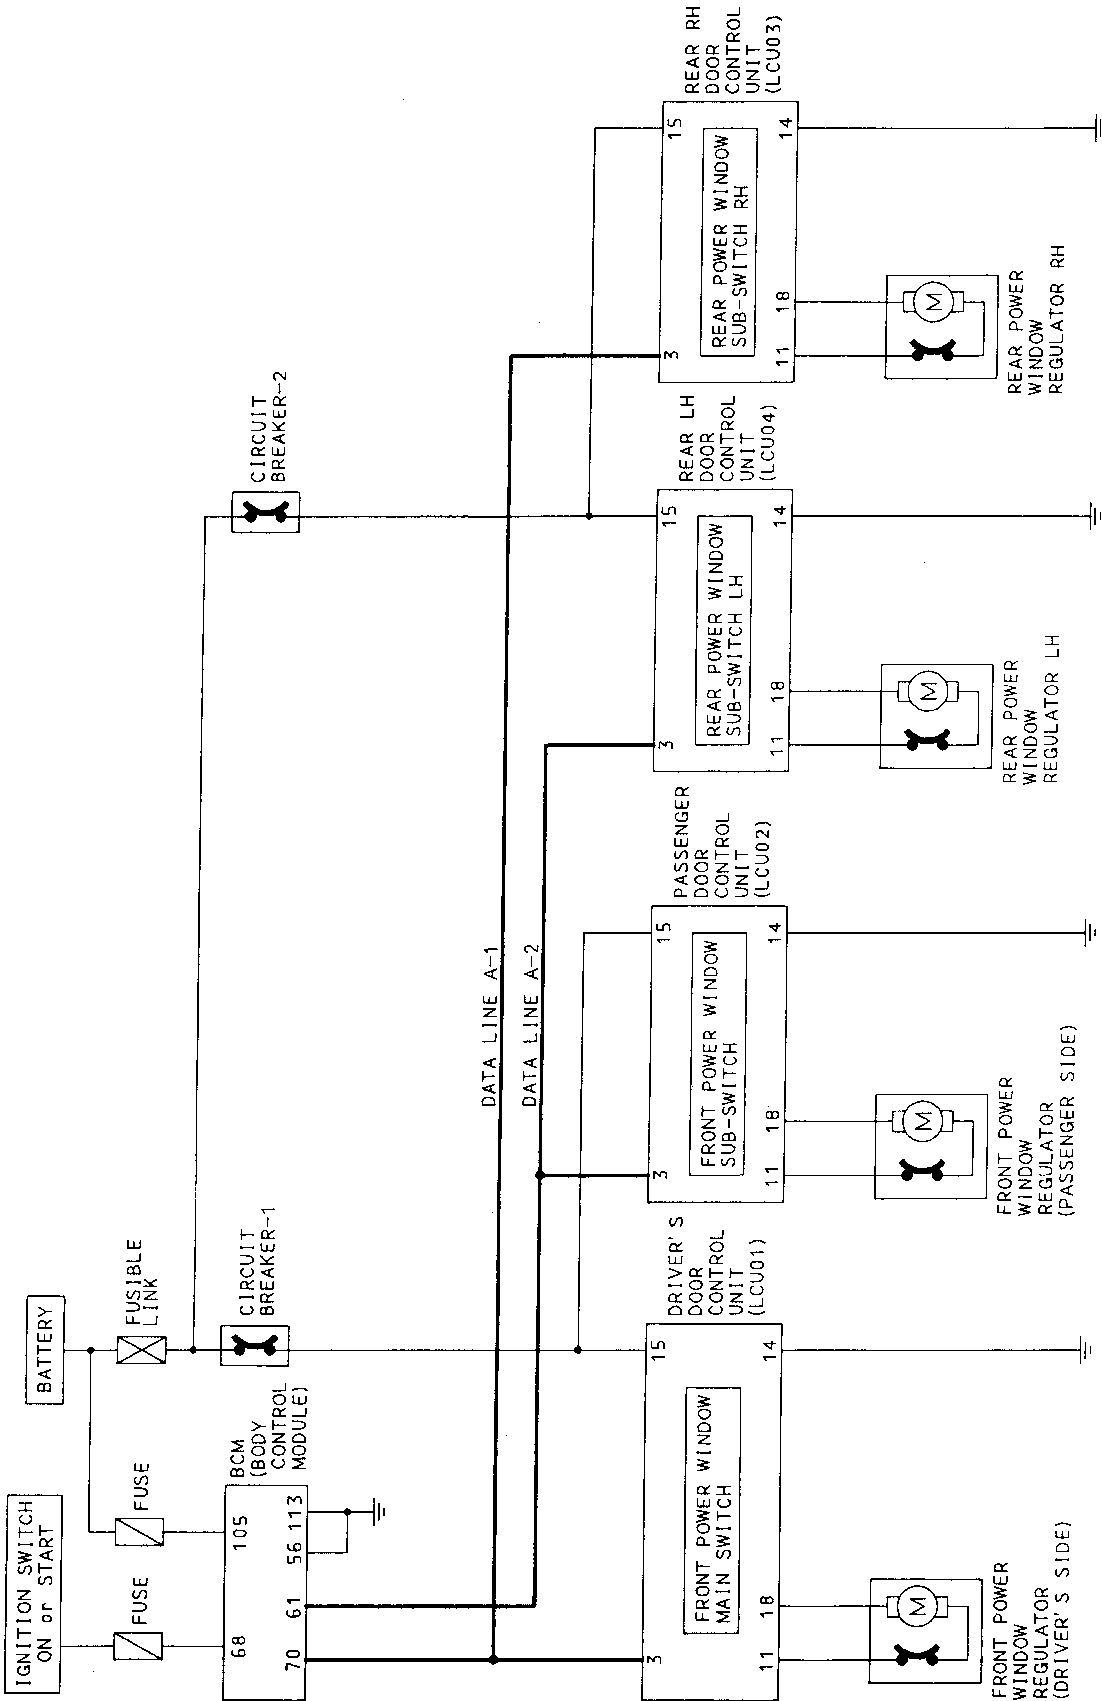 IGNITION SWITCH
ON or START
BATTERY
FUSE
FUSE
FUSIBLE
LINK
68
105
BCM
(BODY
CONTROL
MODULE)
70
61
56
113
CIRCUIT
BREAKER-1
CIRCUIT
BREAKER-2
DATA LINE A-1
DATA LINE A-2
3
15
DRIVER'S
DOOR
CONTROL
UNIT
(LCU01)
FRONT POWER WINDOW
MAIN SWITCH
11
18
14
M
FRONT POWER
WINDOW
REGULATOR
(DRIVER'S SIDE)
3
15
PASSENGER
DOOR
CONTROL
UNIT
(LCU02)
FRONT POWER WINDOW
SUB-SWITCH
11
18
14
M
FRONT POWER
WINDOW
REGULATOR
(PASSENGER SIDE)
3
15
REAR LH
DOOR
CONTROL
UNIT
(LCU04)
REAR POWER WINDOW
SUB-SWITCH LH
11
18
14
M
REAR POWER
WINDOW
REGULATOR LH
3
15
REAR RH
DOOR
CONTROL
UNIT
(LCU03)
REAR POWER WINDOW
SUB-SWITCH RH
11
18
14
M
REAR POWER
WINDOW
REGULATOR RH